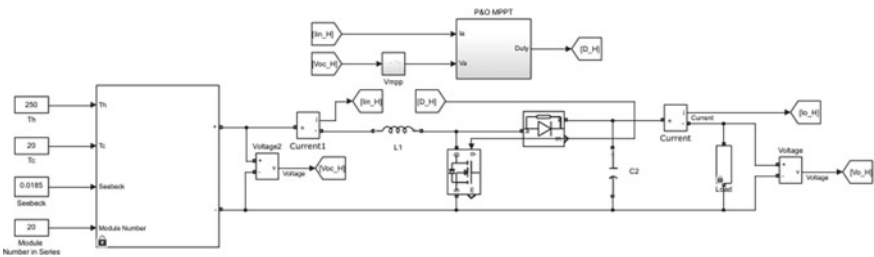 P&O MPPT
[Iin_H]
Ia
Duty
[D_H]
[Voc_H]
Va
Vmpp
250
Th
Th
[Iin_H]
[D_H]
i
+
-
Current1
+
-
i
Current
Current
[Io_H]
20
Tc
Tc
Voltage2
+
-
v
Voltage
[Voc_H]
L1
C2
Load
Voltage
+
-
v
Voltage
[Vo_H]
0.0185
Seebeck
Seebeck
20
Module Number
Module
Number in Series